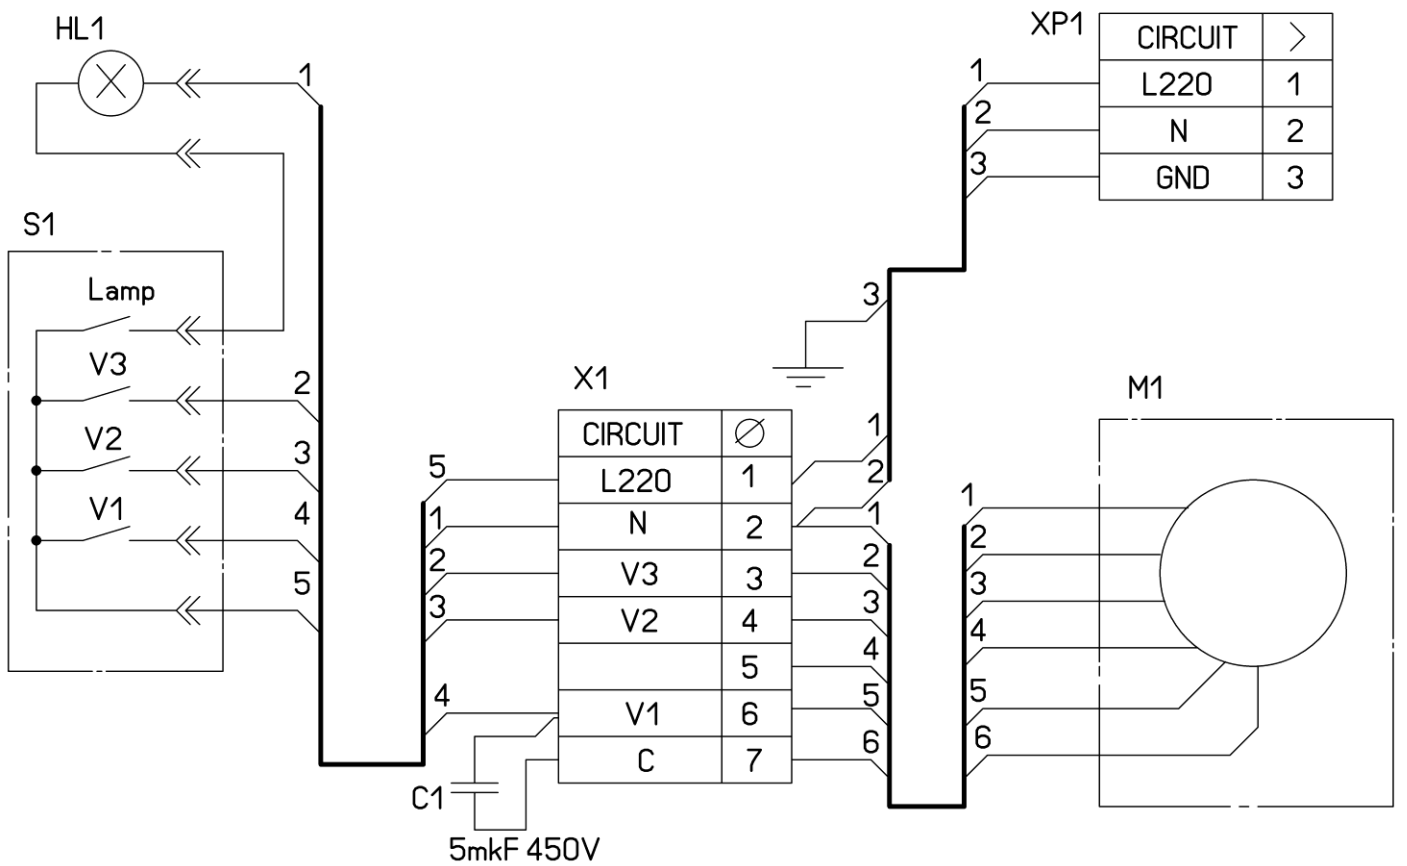 HL1
1
S1
Lamp
V3
2
V2
3
V1
4
5
XP1
CIRCUIT
1 L220 1
2 N 2
3 GND 3
3
X1
CIRCUIT
5 L220 1 1
2
1 N 2 1
2 V3 3 2
3 V2 4 3
5 4
4 V1 6 5
C 7 6
C1
5mkF 450V
M1
1
2
3
4
5
6